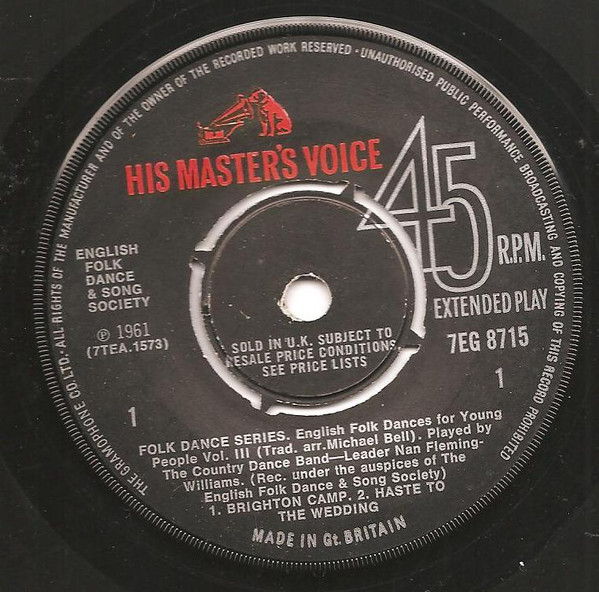 THE GRAMOPHONE CO. LTD. · ALL RIGHTS OF THE MANUFACTURER AND OF THE OWNER OF THE RECORDED WORK RESERVED · UNAUTHORISED PUBLIC PERFORMANCE BROADCASTING AND COPYING OF THIS RECORD PROHIBITED
HIS MASTER'S VOICE
45
R.P.M.
EXTENDED PLAY
7EG 8715
ENGLISH
FOLK
DANCE
& SONG
SOCIETY
Ⓟ 1961
(7TEA.1573)
SOLD IN U.K. SUBJECT TO
RESALE PRICE CONDITIONS,
SEE PRICE LISTS
1
1
FOLK DANCE SERIES. English Folk Dances for Young
People Vol. III (Trad. arr. Michael Bell). Played by
The Country Dance Band—Leader Nan Fleming-
Williams. (Rec. under the auspices of The
English Folk Dance & Song Society)
1. BRIGHTON CAMP. 2. HASTE TO
THE WEDDING
MADE IN Gt. BRITAIN